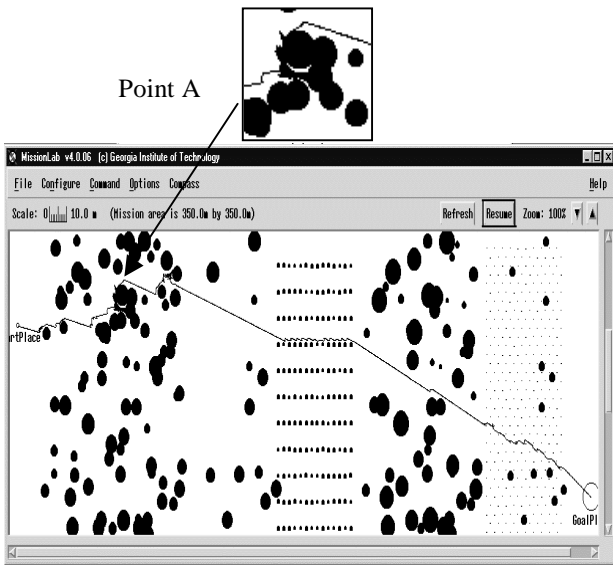 Point A
MissionLab v4.0.06 (c) Georgia Institute of Technology
File Configure Command Options Compass Help
Scale: 0 10.0 m (Mission area is 350.0m by 350.0m) Refresh Resume Zoom: 100%
rtPlace
GoalPl